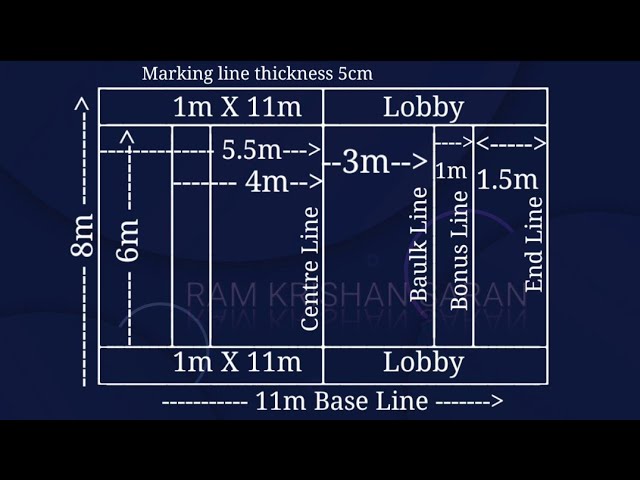 Marking line thickness 5cm
1m X 11m
Lobby
5.5m
3m
1m
1.5m
4m
8m
6m
Centre Line
Baulk Line
Bonus Line
End Line
RAM KRISHAN SARAN
1m X 11m
Lobby
11m Base Line